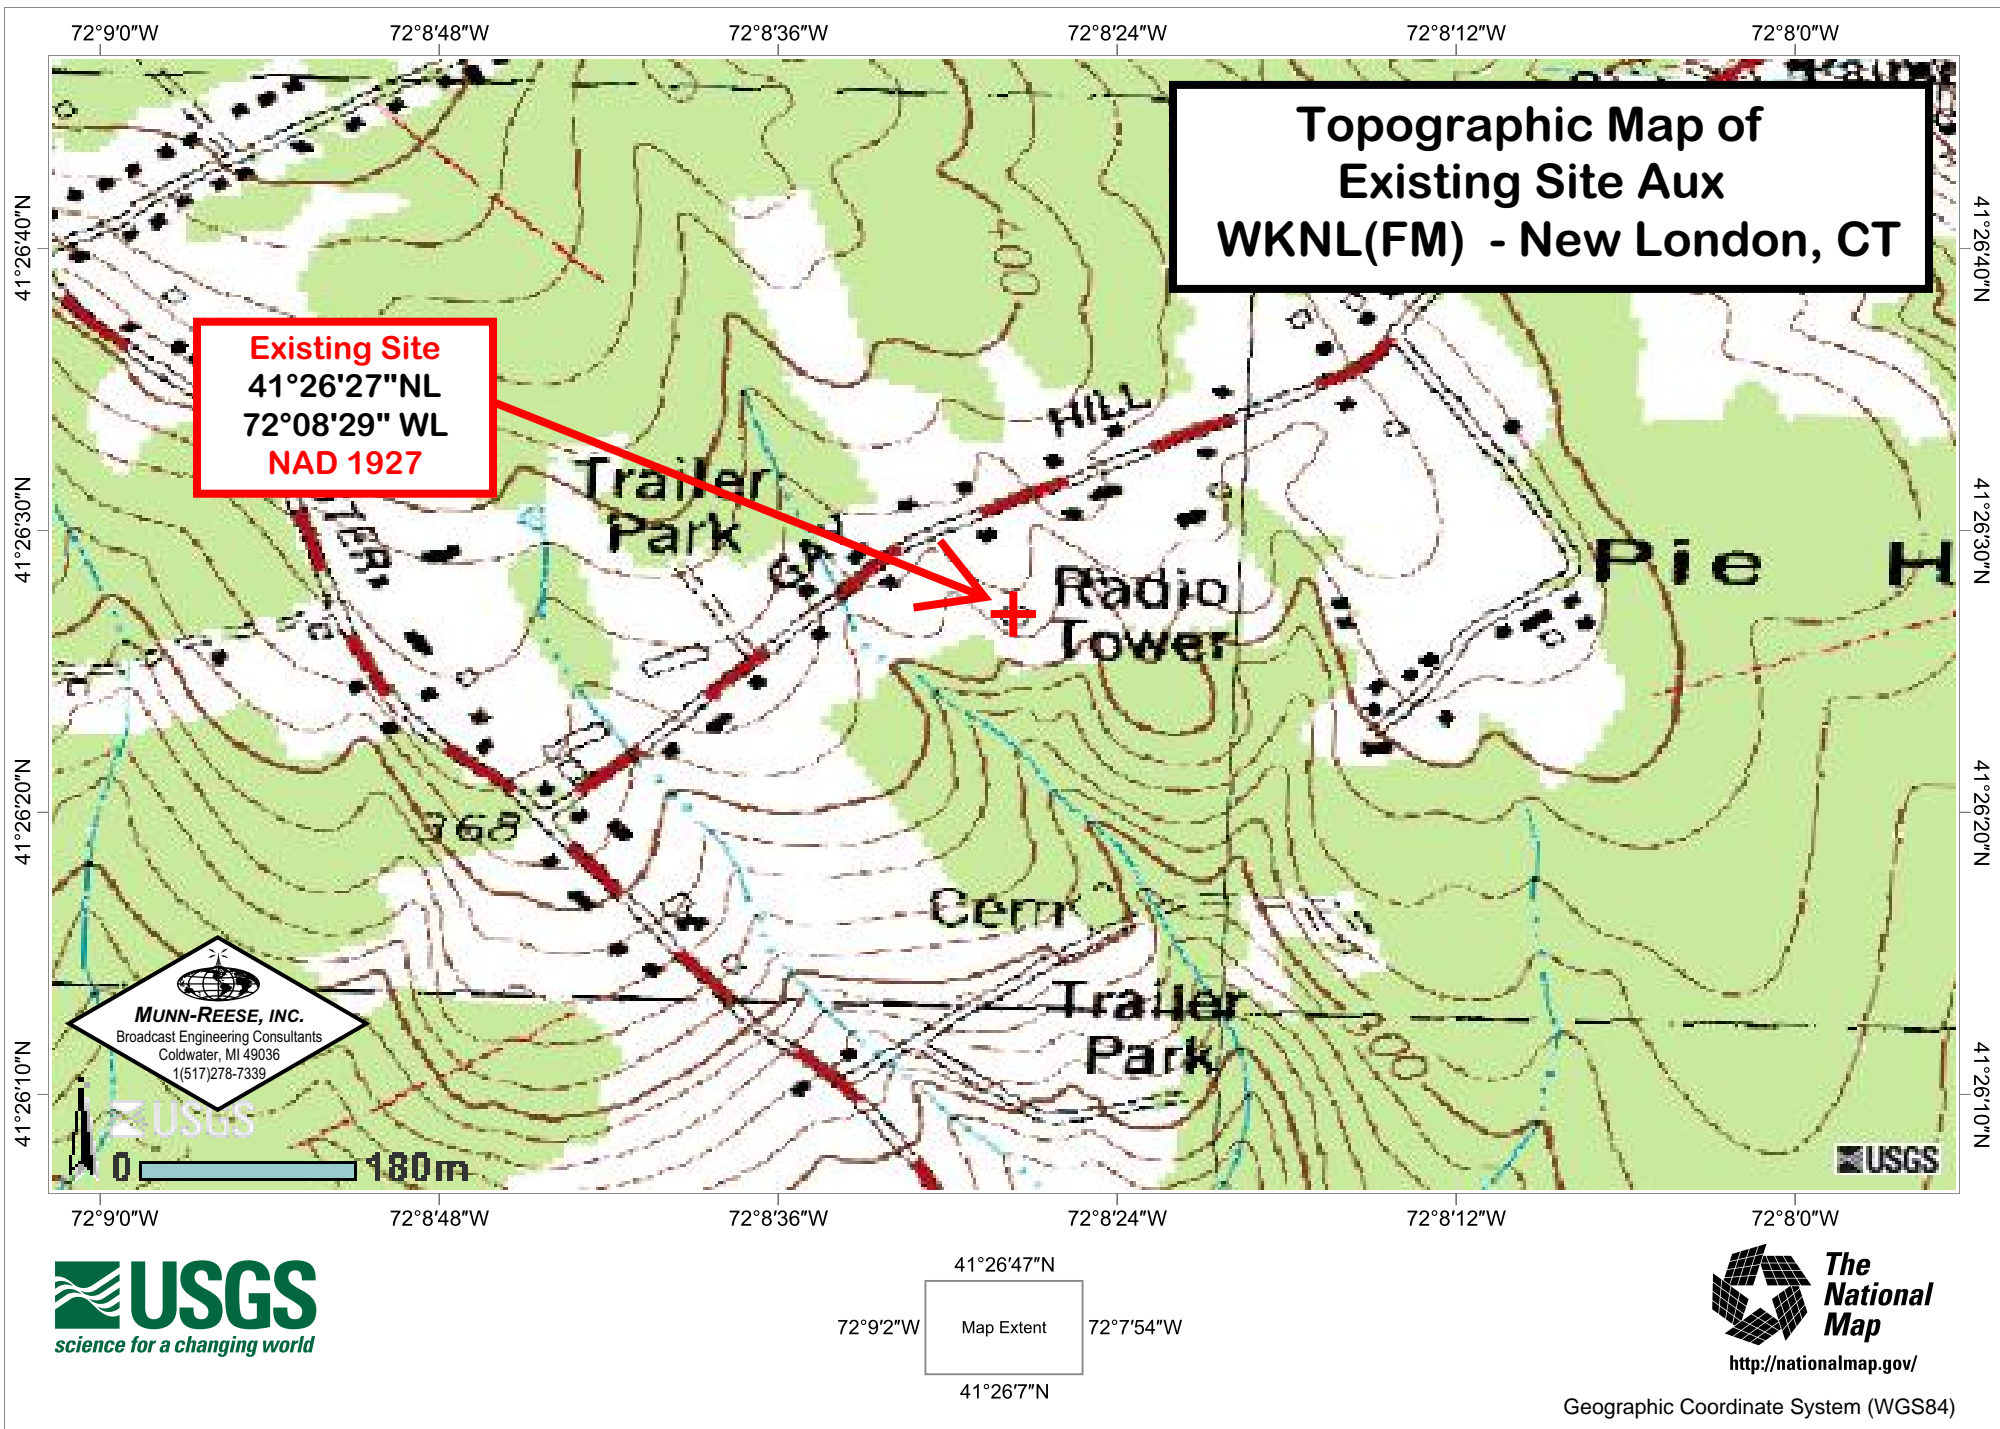 72°9'0"W 72°8'48"W 72°8'36"W 72°8'24"W 72°8'12"W 72°8'0"W
Topographic Map of
Existing Site Aux
WKNL(FM) - New London, CT
41°26'40"N
41°26'40"N
400
Existing Site
41°26'27"NL
72°08'29" WL
NAD 1927
HILL
Trailer
Park
41°26'30"N
41°26'30"N
Pie H
Radio
Tower
368
41°26'20"N
41°26'20"N
Cem
Trailer
Park
300
MUNN-REESE, INC.
Broadcast Engineering Consultants
Coldwater, MI 49036
1(517)278-7339
41°26'10"N
41°26'10"N
USGS
0 180m
USGS
72°9'0"W 72°8'48"W 72°8'36"W 72°8'24"W 72°8'12"W 72°8'0"W
USGS
science for a changing world
41°26'47"N
72°9'2"W Map Extent 72°7'54"W
41°26'7"N
The
National
Map
http://nationalmap.gov/
Geographic Coordinate System (WGS84)